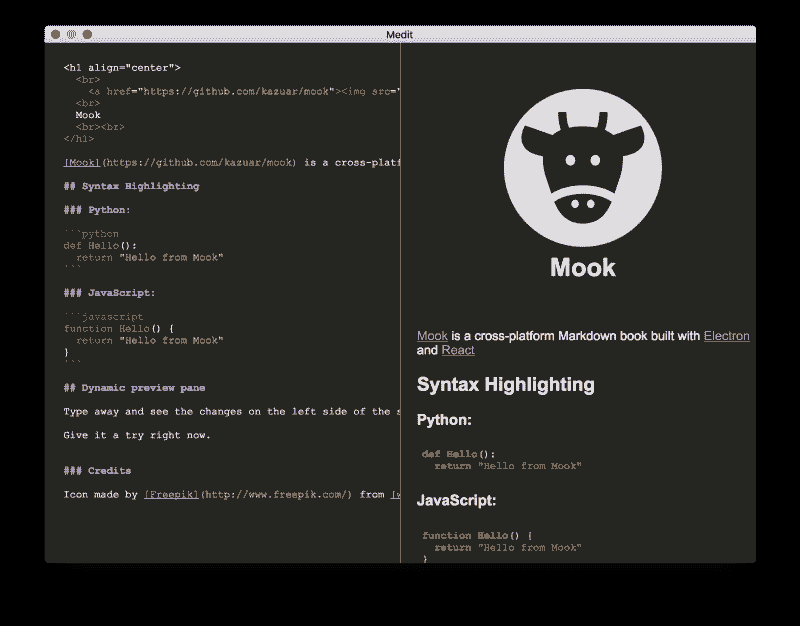 Medit
<h1 align="center">
<br>
<a href="https://github.com/kazuar/mook"><img src="
<br>
Mook
<br><br>
</h1>
[Mook](https://github.com/kazuar/mook) is a cross-platf
## Syntax Highlighting
### Python:
```python
def Hello():
return "Hello from Mook"
```
### JavaScript:
```javascript
function Hello() {
return "Hello from Mook"
}
```
## Dynamic preview pane
Type away and see the changes on the left side of the s
Give it a try right now.
### Credits
Icon made by [Freepik](http://www.freepik.com/) from [w
Mook
Mook is a cross-platform Markdown book built with Electron
and React
Syntax Highlighting
Python:
def Hello():
return "Hello from Mook"
JavaScript:
function Hello() {
return "Hello from Mook"
}